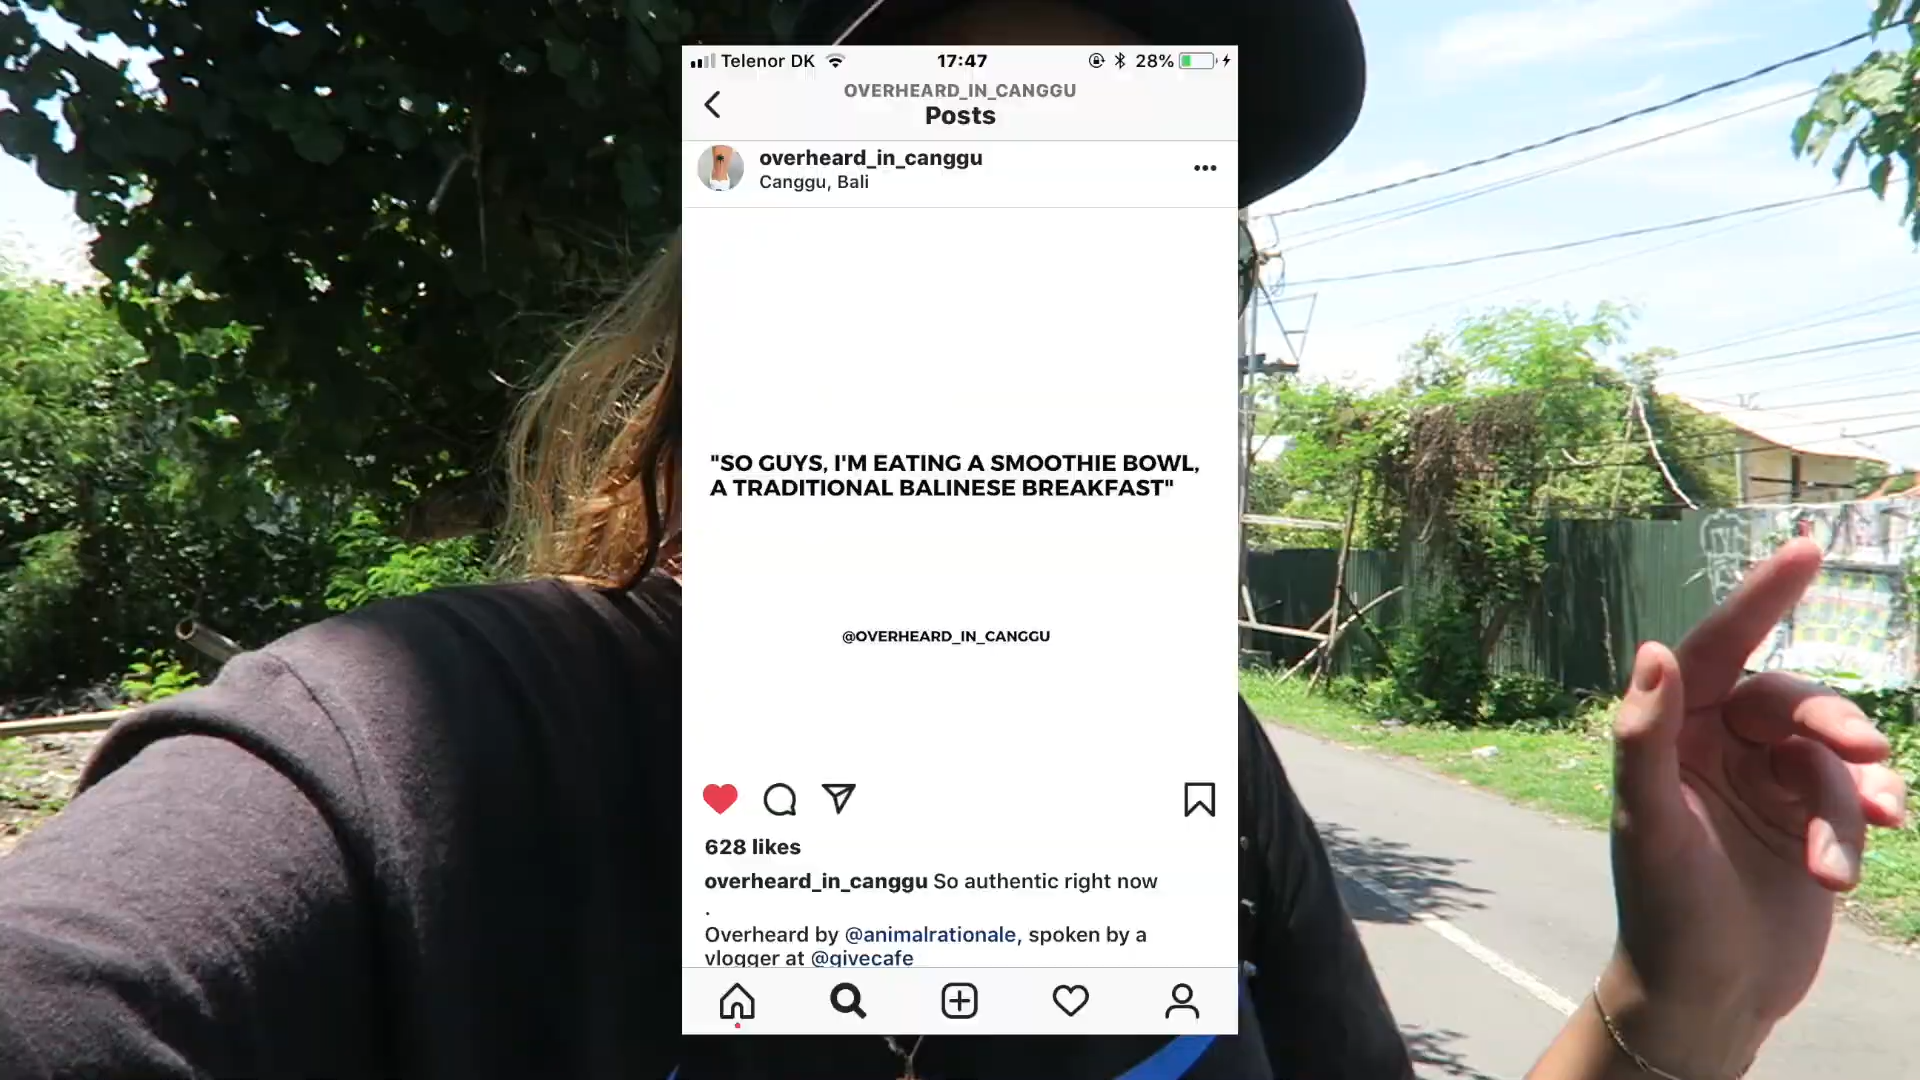 Telenor DK 17:47 28%
OVERHEARD_IN_CANGGU
Posts
overheard_in_canggu
Canggu, Bali
"SO GUYS, I'M EATING A SMOOTHIE BOWL,
A TRADITIONAL BALINESE BREAKFAST"
@OVERHEARD_IN_CANGGU
628 likes
overheard_in_canggu So authentic right now
.
Overheard by @animalrationale, spoken by a
vlogger at @givecafe